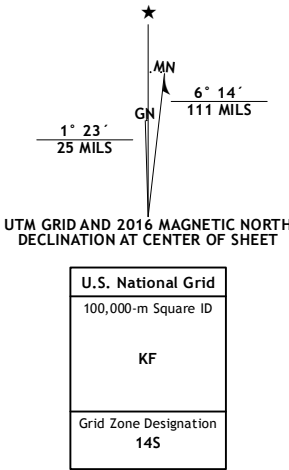 ★
MN
GN
6° 14´
111 MILS
1° 23´
25 MILS
UTM GRID AND 2016 MAGNETIC NORTH
DECLINATION AT CENTER OF SHEET
U.S. National Grid
100,000-m Square ID
KF
Grid Zone Designation
14S